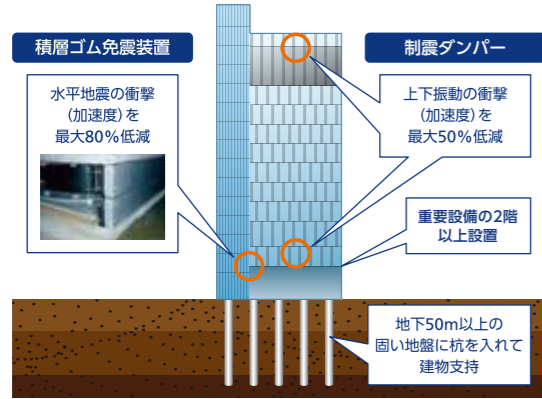 積層ゴム免震装置
水平地震の衝撃
(加速度)を
最大80%低減
制震ダンパー
上下振動の衝撃
(加速度)を
最大50%低減
重要設備の2階
以上設置
地下50m以上の
固い地盤に杭を入れて
建物支持